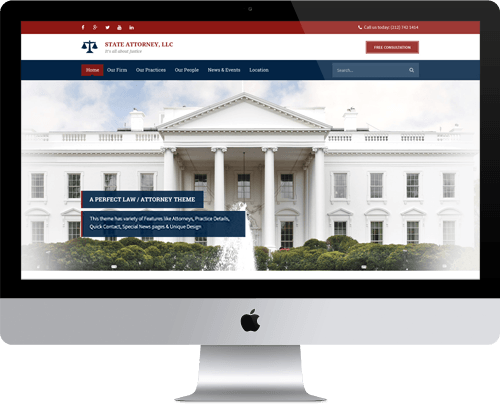 Call us today: (212) 743 1414
STATE ATTORNEY, LLC
it's all about justice
FREE CONSULTATION
Home Our Firm Our Practices Our People News & Events Location Search...
A PERFECT LAW / ATTORNEY THEME
This theme has variety of Features like Attorneys, Practice Details,
Quick Contact, Special News pages & Unique Design